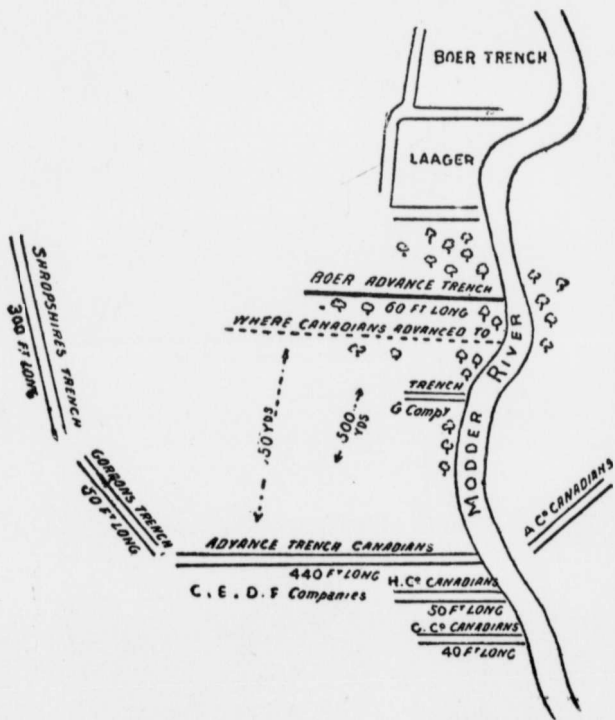 BOER TRENCH
LAAGER
BOER ADVANCE TRENCH
60 FT LONG
WHERE CANADIANS ADVANCED TO
SHROPSHIRES TRENCH
300 FT LONG
TRENCH
G COMPY
50 YDS
500
YDS
MODDER RIVER
GORDONS TRENCH
50 FT LONG
A CO CANADIANS
ADVANCE TRENCH CANADIANS
440 FT LONG
C. E. D. F Companies
H. CO CANADIANS
50 FT LONG
G. CO CANADIANS
40 FT LONG